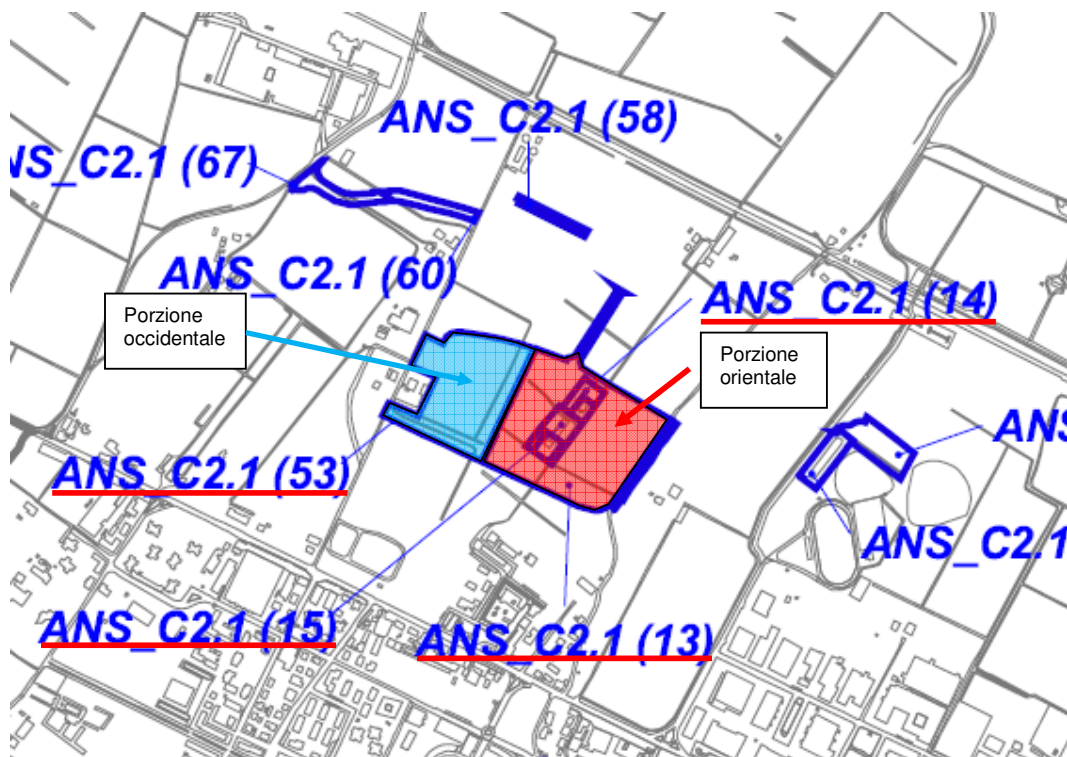 ANS_C2.1 (58)
NS_C2.1 (67)
ANS_C2.1 (60)
ANS_C2.1 (14)
Porzione
occidentale
Porzione
orientale
ANS
ANS_C2.1 (53)
ANS_C2.1
ANS_C2.1 (15)
ANS_C2.1 (13)